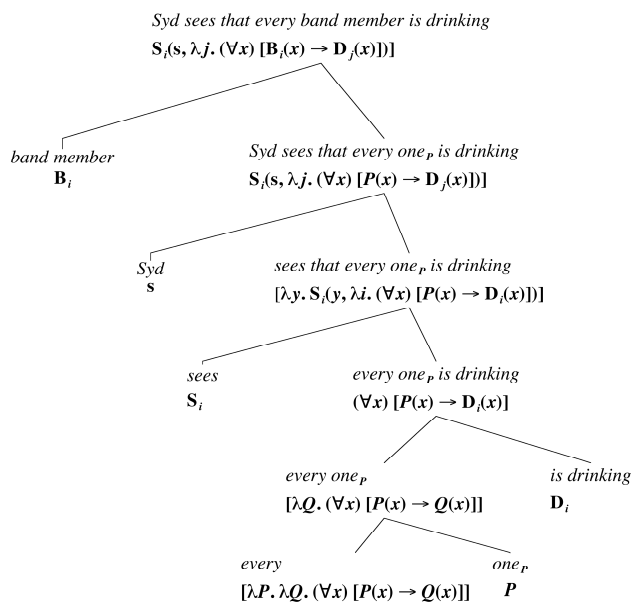 Syd sees that every band member is drinking
S_i(s, λj. (∀x) [B_i(x) → D_j(x)])]
band member
B_i
Syd sees that every one_P is drinking
S_i(s, λj. (∀x) [P(x) → D_j(x)])]
Syd
s
sees that every one_P is drinking
[λy. S_i(y, λi. (∀x) [P(x) → D_i(x)])]
sees
S_i
every one_P is drinking
(∀x) [P(x) → D_i(x)]
every one_P
[λQ. (∀x) [P(x) → Q(x)]]
is drinking
D_i
every
[λP. λQ. (∀x) [P(x) → Q(x)]]
one_P
P